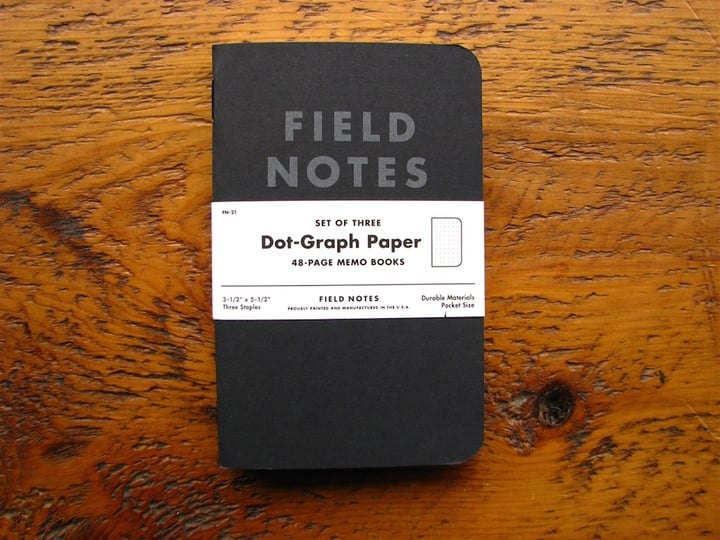 FIELD
NOTES
FN-21
SET OF THREE
Dot-Graph Paper
48-PAGE MEMO BOOKS
3-1/2" x 5-1/2"
Three Staples
FIELD NOTES
PROUDLY PRINTED AND MANUFACTURED IN THE U.S.A.
Durable Materials
Pocket Size